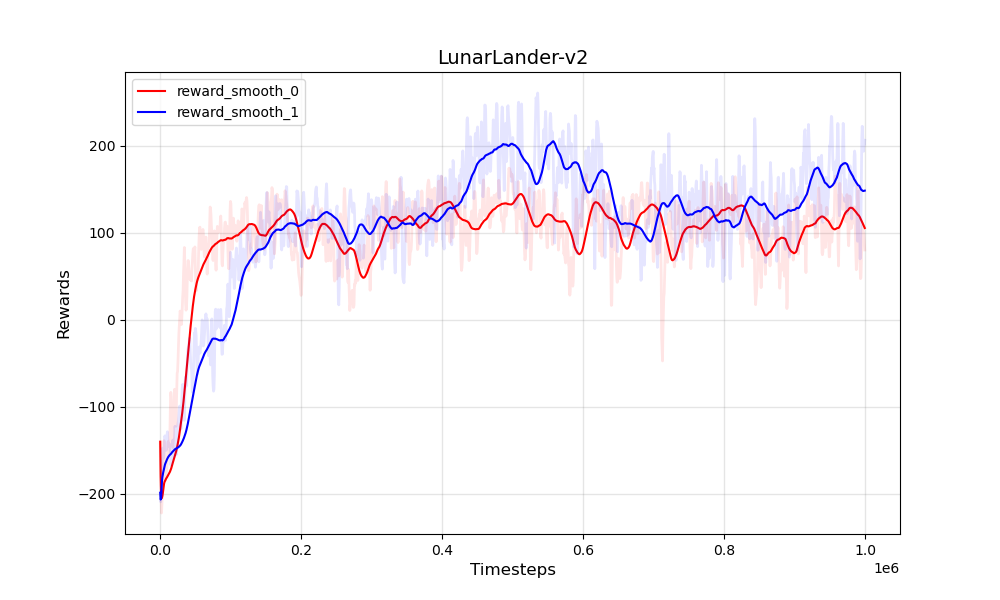 LunarLander-v2
reward_smooth_0
reward_smooth_1
200
100
0
−100
−200
Rewards
0.0 0.2 0.4 0.6 0.8 1.0
1e6
Timesteps